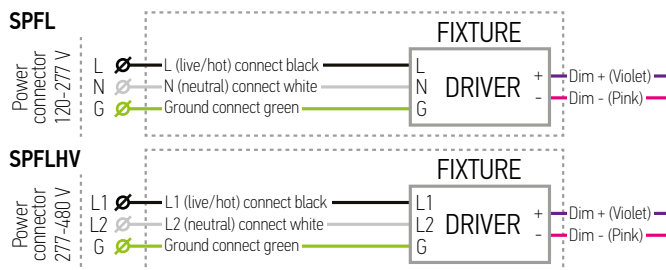 SPFL
FIXTURE
Power
connector
120-277 V
L L (live/hot) connect black L
N N (neutral) connect white N
G Ground connect green G
DRIVER
+ Dim + (Violet)
- Dim - (Pink)
SPFLHV
FIXTURE
Power
connector
277-480 V
L1 L1 (live/hot) connect black L1
L2 L2 (neutral) connect white L2
G Ground connect green G
DRIVER
+ Dim + (Violet)
- Dim - (Pink)